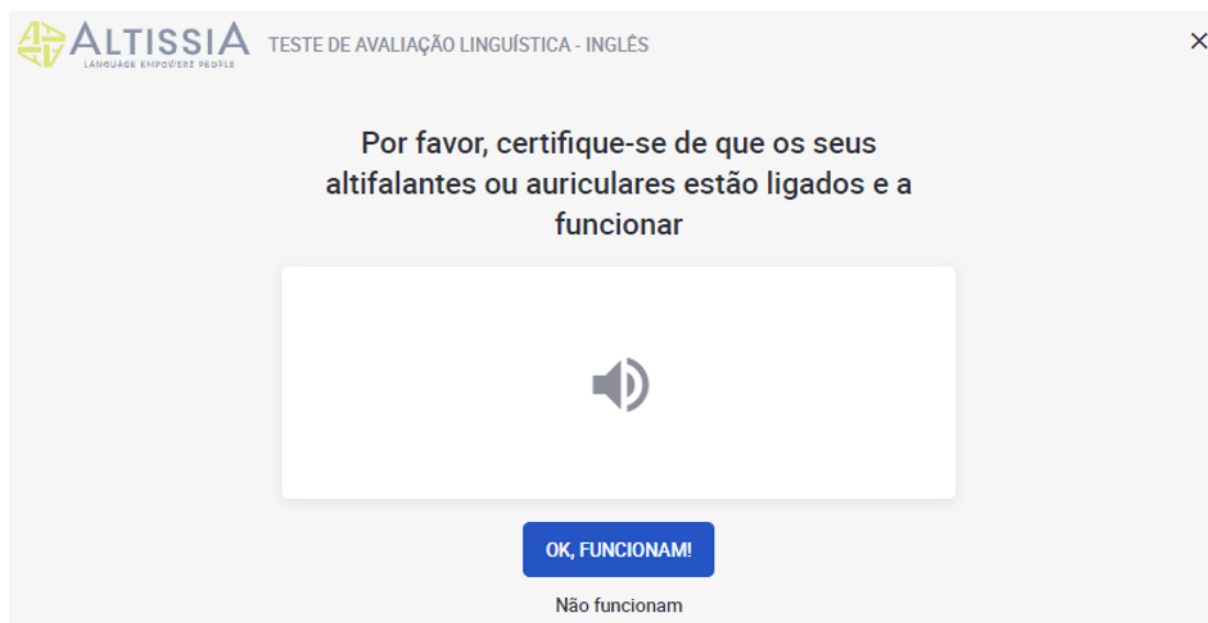 ALTISSIA TESTE DE AVALIAÇÃO LINGUÍSTICA - INGLÊS
LANGUAGE EMPOWERS PEOPLE
Por favor, certifique-se de que os seus
altifalantes ou auriculares estão ligados e a
funcionar
OK, FUNCIONAM!
Não funcionam